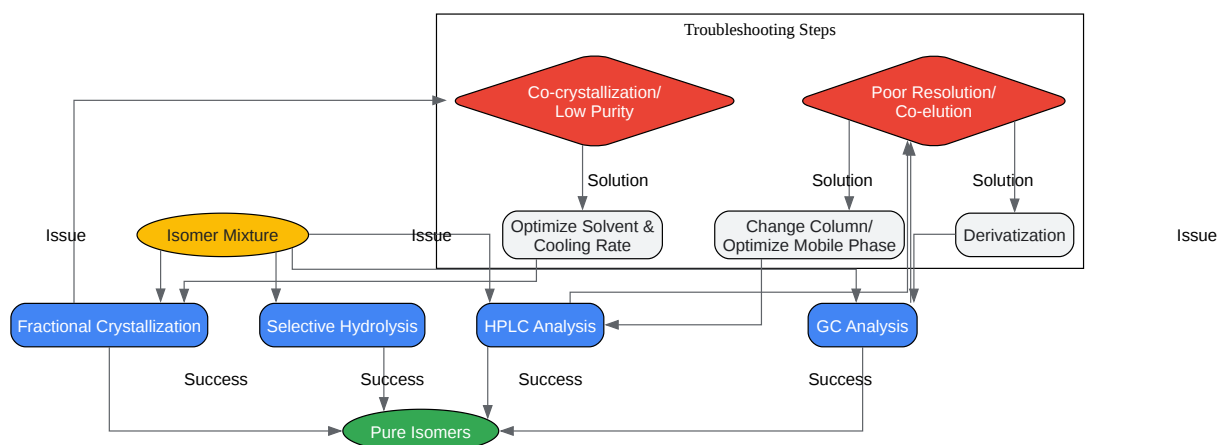 Troubleshooting Steps
Co-crystallization/
Low Purity
Poor Resolution/
Co-elution
Solution
Solution
Solution
Issue
Isomer Mixture
Issue
Optimize Solvent &
Cooling Rate
Change Column/
Optimize Mobile Phase
Derivatization
Issue
Fractional Crystallization
Selective Hydrolysis
HPLC Analysis
GC Analysis
Success
Success
Success
Success
Pure Isomers